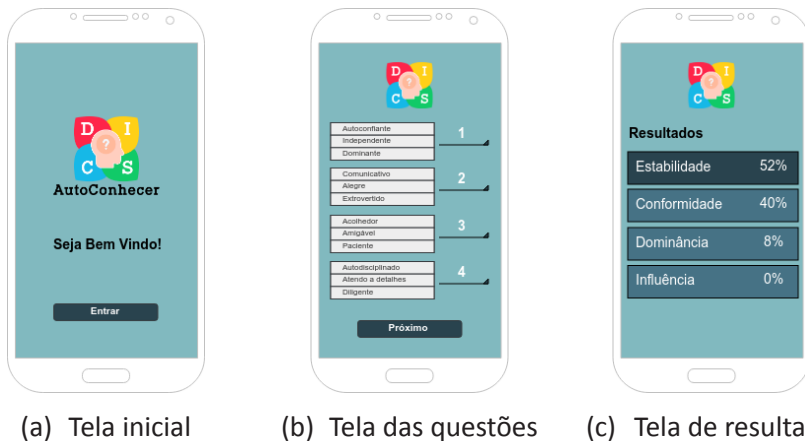 D I
?
C S
AutoConhecer
Seja Bem Vindo!
Entrar
(a) Tela inicial
D I
?
C S
Autoconfiante
Independente
Dominante
1
Comunicativo
Alegre
Extrovertido
2
Acolhedor
Amigável
Paciente
3
Autodisciplinado
Atendo a detalhes
Diligente
4
Próximo
(b) Tela das questões
D I
?
C S
Resultados
Estabilidade 52%
Conformidade 40%
Dominância 8%
Influência 0%
(c) Tela de resulta